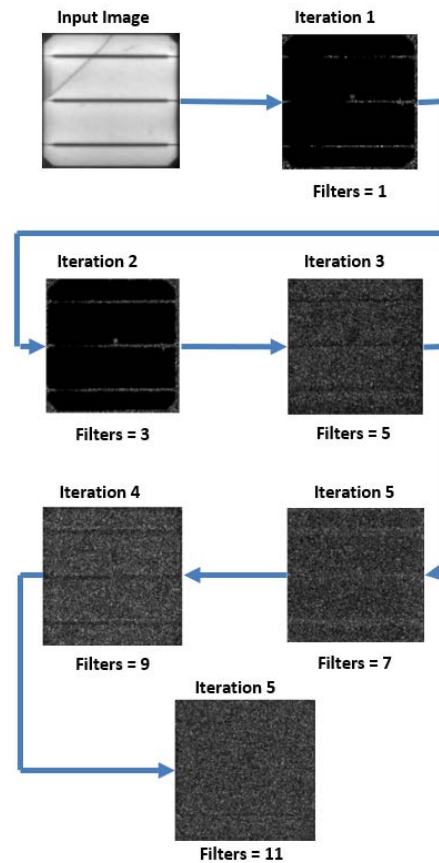 Input Image
Iteration 1
Filters = 1
Iteration 2
Iteration 3
Filters = 3
Filters = 5
Iteration 4
Iteration 5
Filters = 9
Filters = 7
Iteration 5
Filters = 11